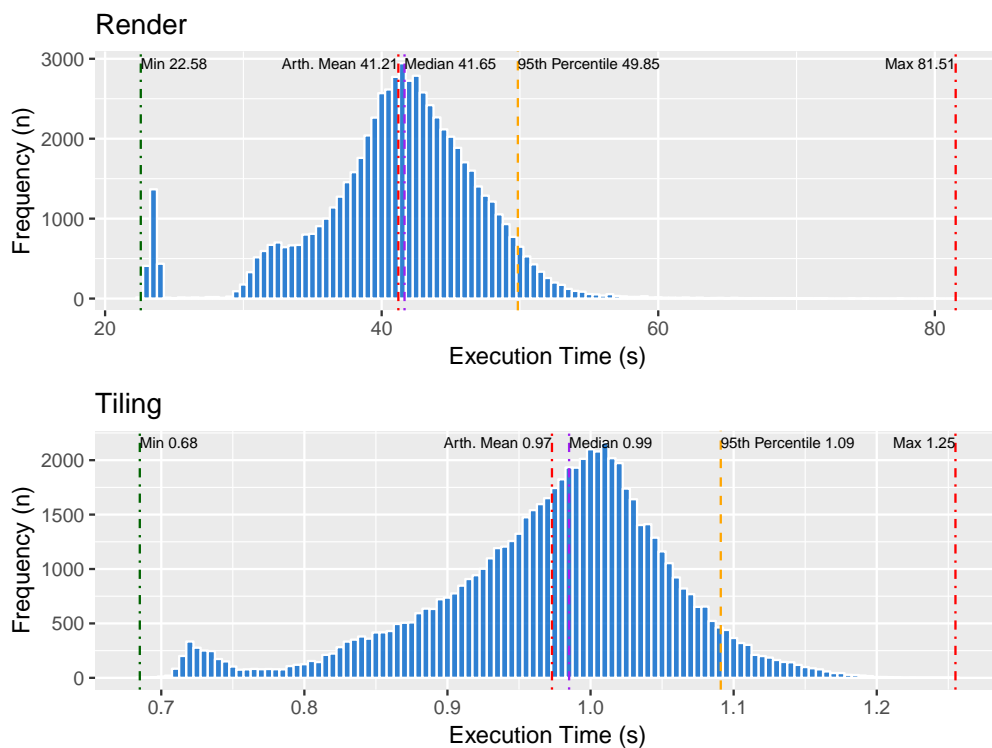 Render
Min 22.58 Arth. Mean 41.21 Median 41.65 95th Percentile 49.85 Max 81.51
3000
2000
1000
0
Frequency (n)
20 40 60 80
Execution Time (s)
Tiling
Min 0.68 Arth. Mean 0.97 Median 0.99 95th Percentile 1.09 Max 1.25
2000
1500
1000
500
0
Frequency (n)
0.7 0.8 0.9 1.0 1.1 1.2
Execution Time (s)